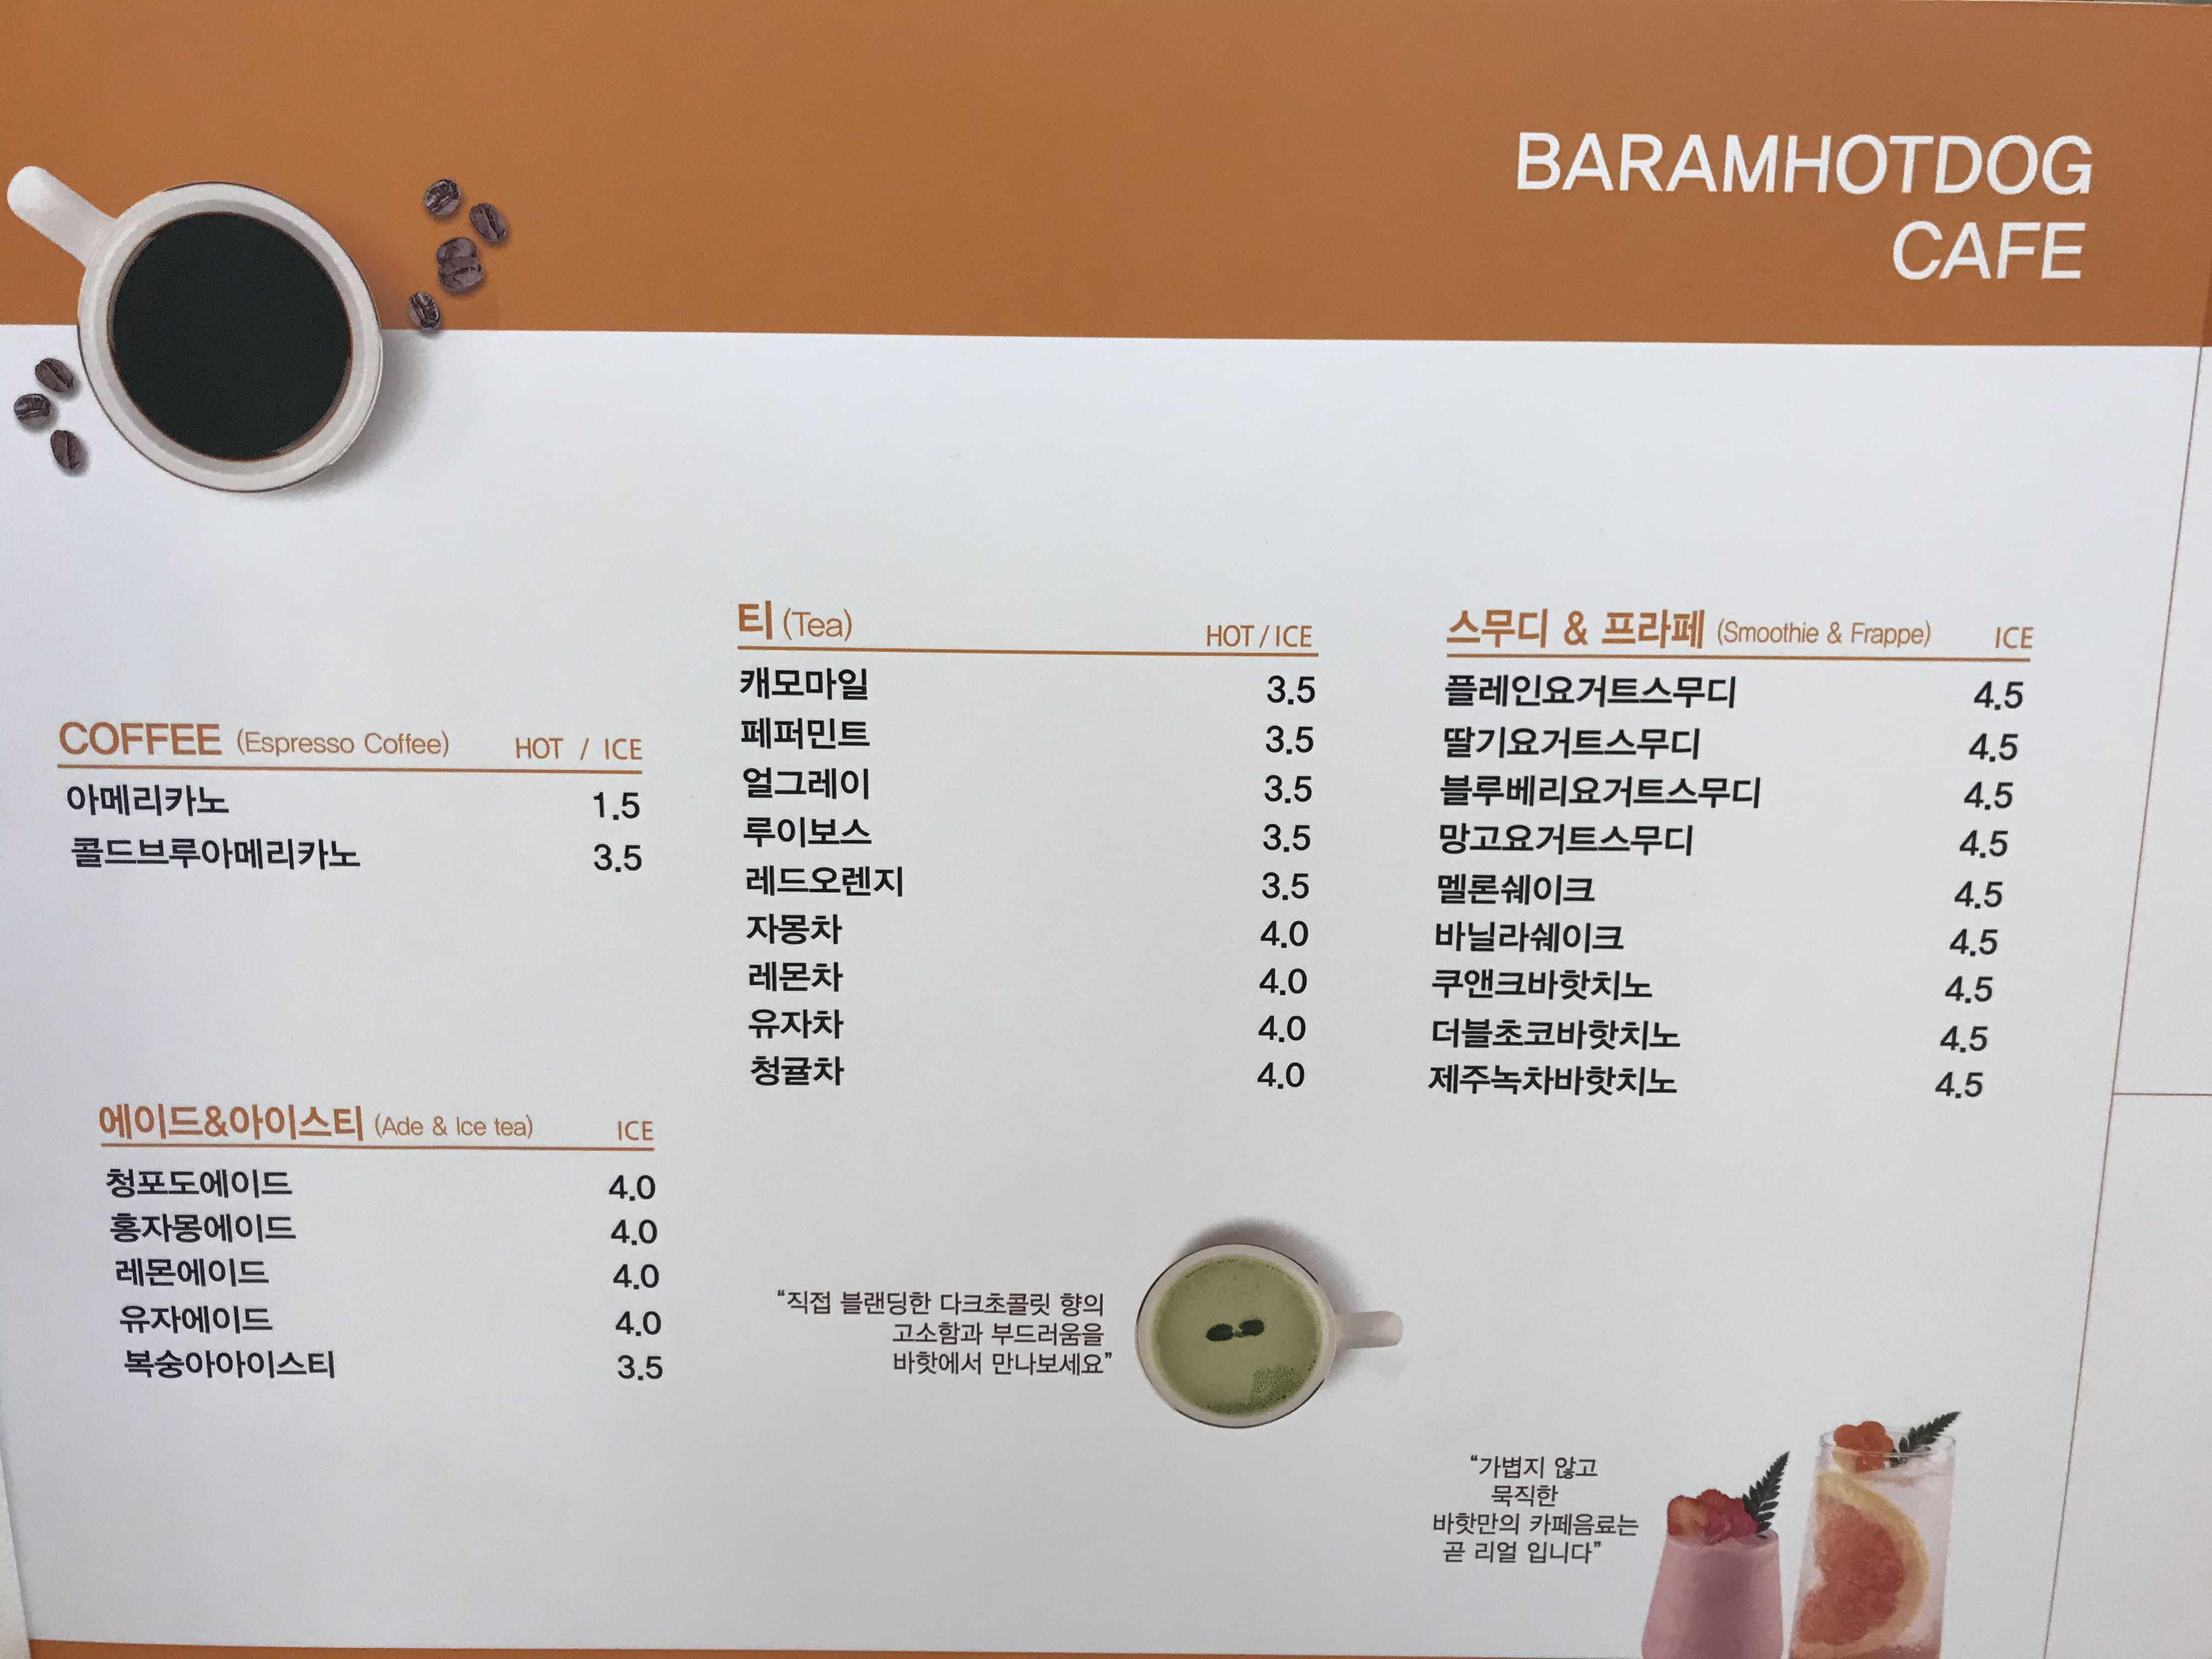 BARAMHOTDOG
CAFE
COFFEE (Espresso Coffee) HOT / ICE
아메리카노 1.5
콜드브루아메리카노 3.5
에이드&아이스티 (Ade & Ice tea) ICE
청포도에이드 4.0
홍자몽에이드 4.0
레몬에이드 4.0
유자에이드 4.0
복숭아아이스티 3.5
티 (Tea) HOT / ICE
캐모마일 3.5
페퍼민트 3.5
얼그레이 3.5
루이보스 3.5
레드오렌지 3.5
자몽차 4.0
레몬차 4.0
유자차 4.0
청귤차 4.0
"직접 블랜딩한 다크초콜릿 향의
고소함과 부드러움을
바핫에서 만나보세요"
스무디 & 프라페 (Smoothie & Frappe) ICE
플레인요거트스무디 4.5
딸기요거트스무디 4.5
블루베리요거트스무디 4.5
망고요거트스무디 4.5
멜론쉐이크 4.5
바닐라쉐이크 4.5
쿠앤크바핫치노 4.5
더블초코바핫치노 4.5
제주녹차바핫치노 4.5
"가볍지 않고
묵직한
바핫만의 카페음료는
곧 리얼 입니다"